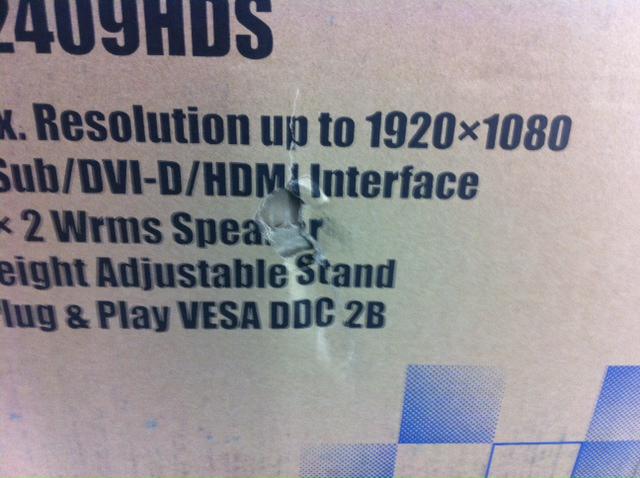 2409HDS
x. Resolution up to 1920×1080
Sub/DVI-D/HDMI Interface
× 2 Wrms
eight Adjustable Stand
Plug & Play VESA DDC 2B